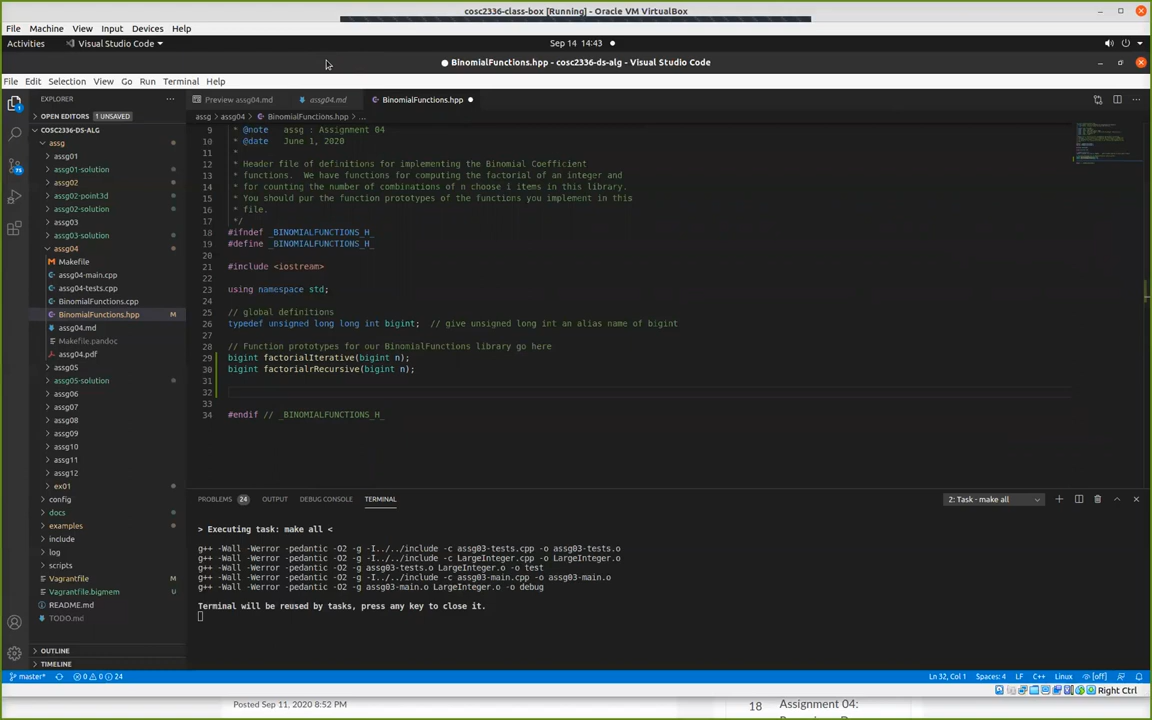 cosc2336-class-box [Running] - Oracle VM VirtualBox
File Machine View Input Devices Help
Activities Visual Studio Code Sep 14 14:43
BinomialFunctions.hpp - cosc2336-ds-alg - Visual Studio Code
File Edit Selection View Go Run Terminal Help
EXPLORER
Preview assg04.md assg04.md BinomialFunctions.hpp
OPEN EDITORS 1 UNSAVED
assg > assg04 > BinomialFunctions.hpp > ...
COSC2336-DS-ALG
assg
assg01
assg01-solution
assg02
assg02-point3d
assg02-solution
assg03
assg03-solution
assg04
Makefile
assg04-main.cpp
assg04-tests.cpp
BinomialFunctions.cpp
BinomialFunctions.hpp M
assg04.md
Makefile.pandoc
assg04.pdf
assg05
assg05-solution
assg06
assg07
assg08
assg09
assg10
assg11
assg12
ex01
config
docs
examples
include
log
scripts
Vagrantfile M
Vagrantfile.bigmem U
README.md
TODO.md
OUTLINE
TIMELINE
9 * @note assg : Assignment 04
10 * @date June 1, 2020
11 *
12 * Header file of definitions for implementing the Binomial Coefficient
13 * functions. We have functions for computing the factorial of an integer and
14 * for counting the number of combinations of n choose i items in this library.
15 * You should pur the function prototypes of the functions you implement in this
16 * file.
17 */
18 #ifndef _BINOMIALFUNCTIONS_H_
19 #define _BINOMIALFUNCTIONS_H_
20
21 #include <iostream>
22
23 using namespace std;
24
25 // global definitions
26 typedef unsigned long long int bigint; // give unsigned long int an alias name of bigint
27
28 // Function prototypes for our BinomialFunctions library go here
29 bigint factorialIterative(bigint n);
30 bigint factorialrRecursive(bigint n);
31
32
33
34 #endif // _BINOMIALFUNCTIONS_H_
PROBLEMS 24 OUTPUT DEBUG CONSOLE TERMINAL 2: Task - make all
> Executing task: make all <
g++ -Wall -Werror -pedantic -O2 -g -I../../include -c assg03-tests.cpp -o assg03-tests.o
g++ -Wall -Werror -pedantic -O2 -g -I../../include -c LargeInteger.cpp -o LargeInteger.o
g++ -Wall -Werror -pedantic -O2 -g assg03-tests.o LargeInteger.o -o test
g++ -Wall -Werror -pedantic -O2 -g -I../../include -c assg03-main.cpp -o assg03-main.o
g++ -Wall -Werror -pedantic -O2 -g assg03-main.o LargeInteger.o -o debug
Terminal will be reused by tasks, press any key to close it.
master* 0 0 24 Ln 32, Col 1 Spaces: 4 LF C++ Linux [off]
Right Ctrl
Posted Sep 11, 2020 8:52 PM
18 Assignment 04: